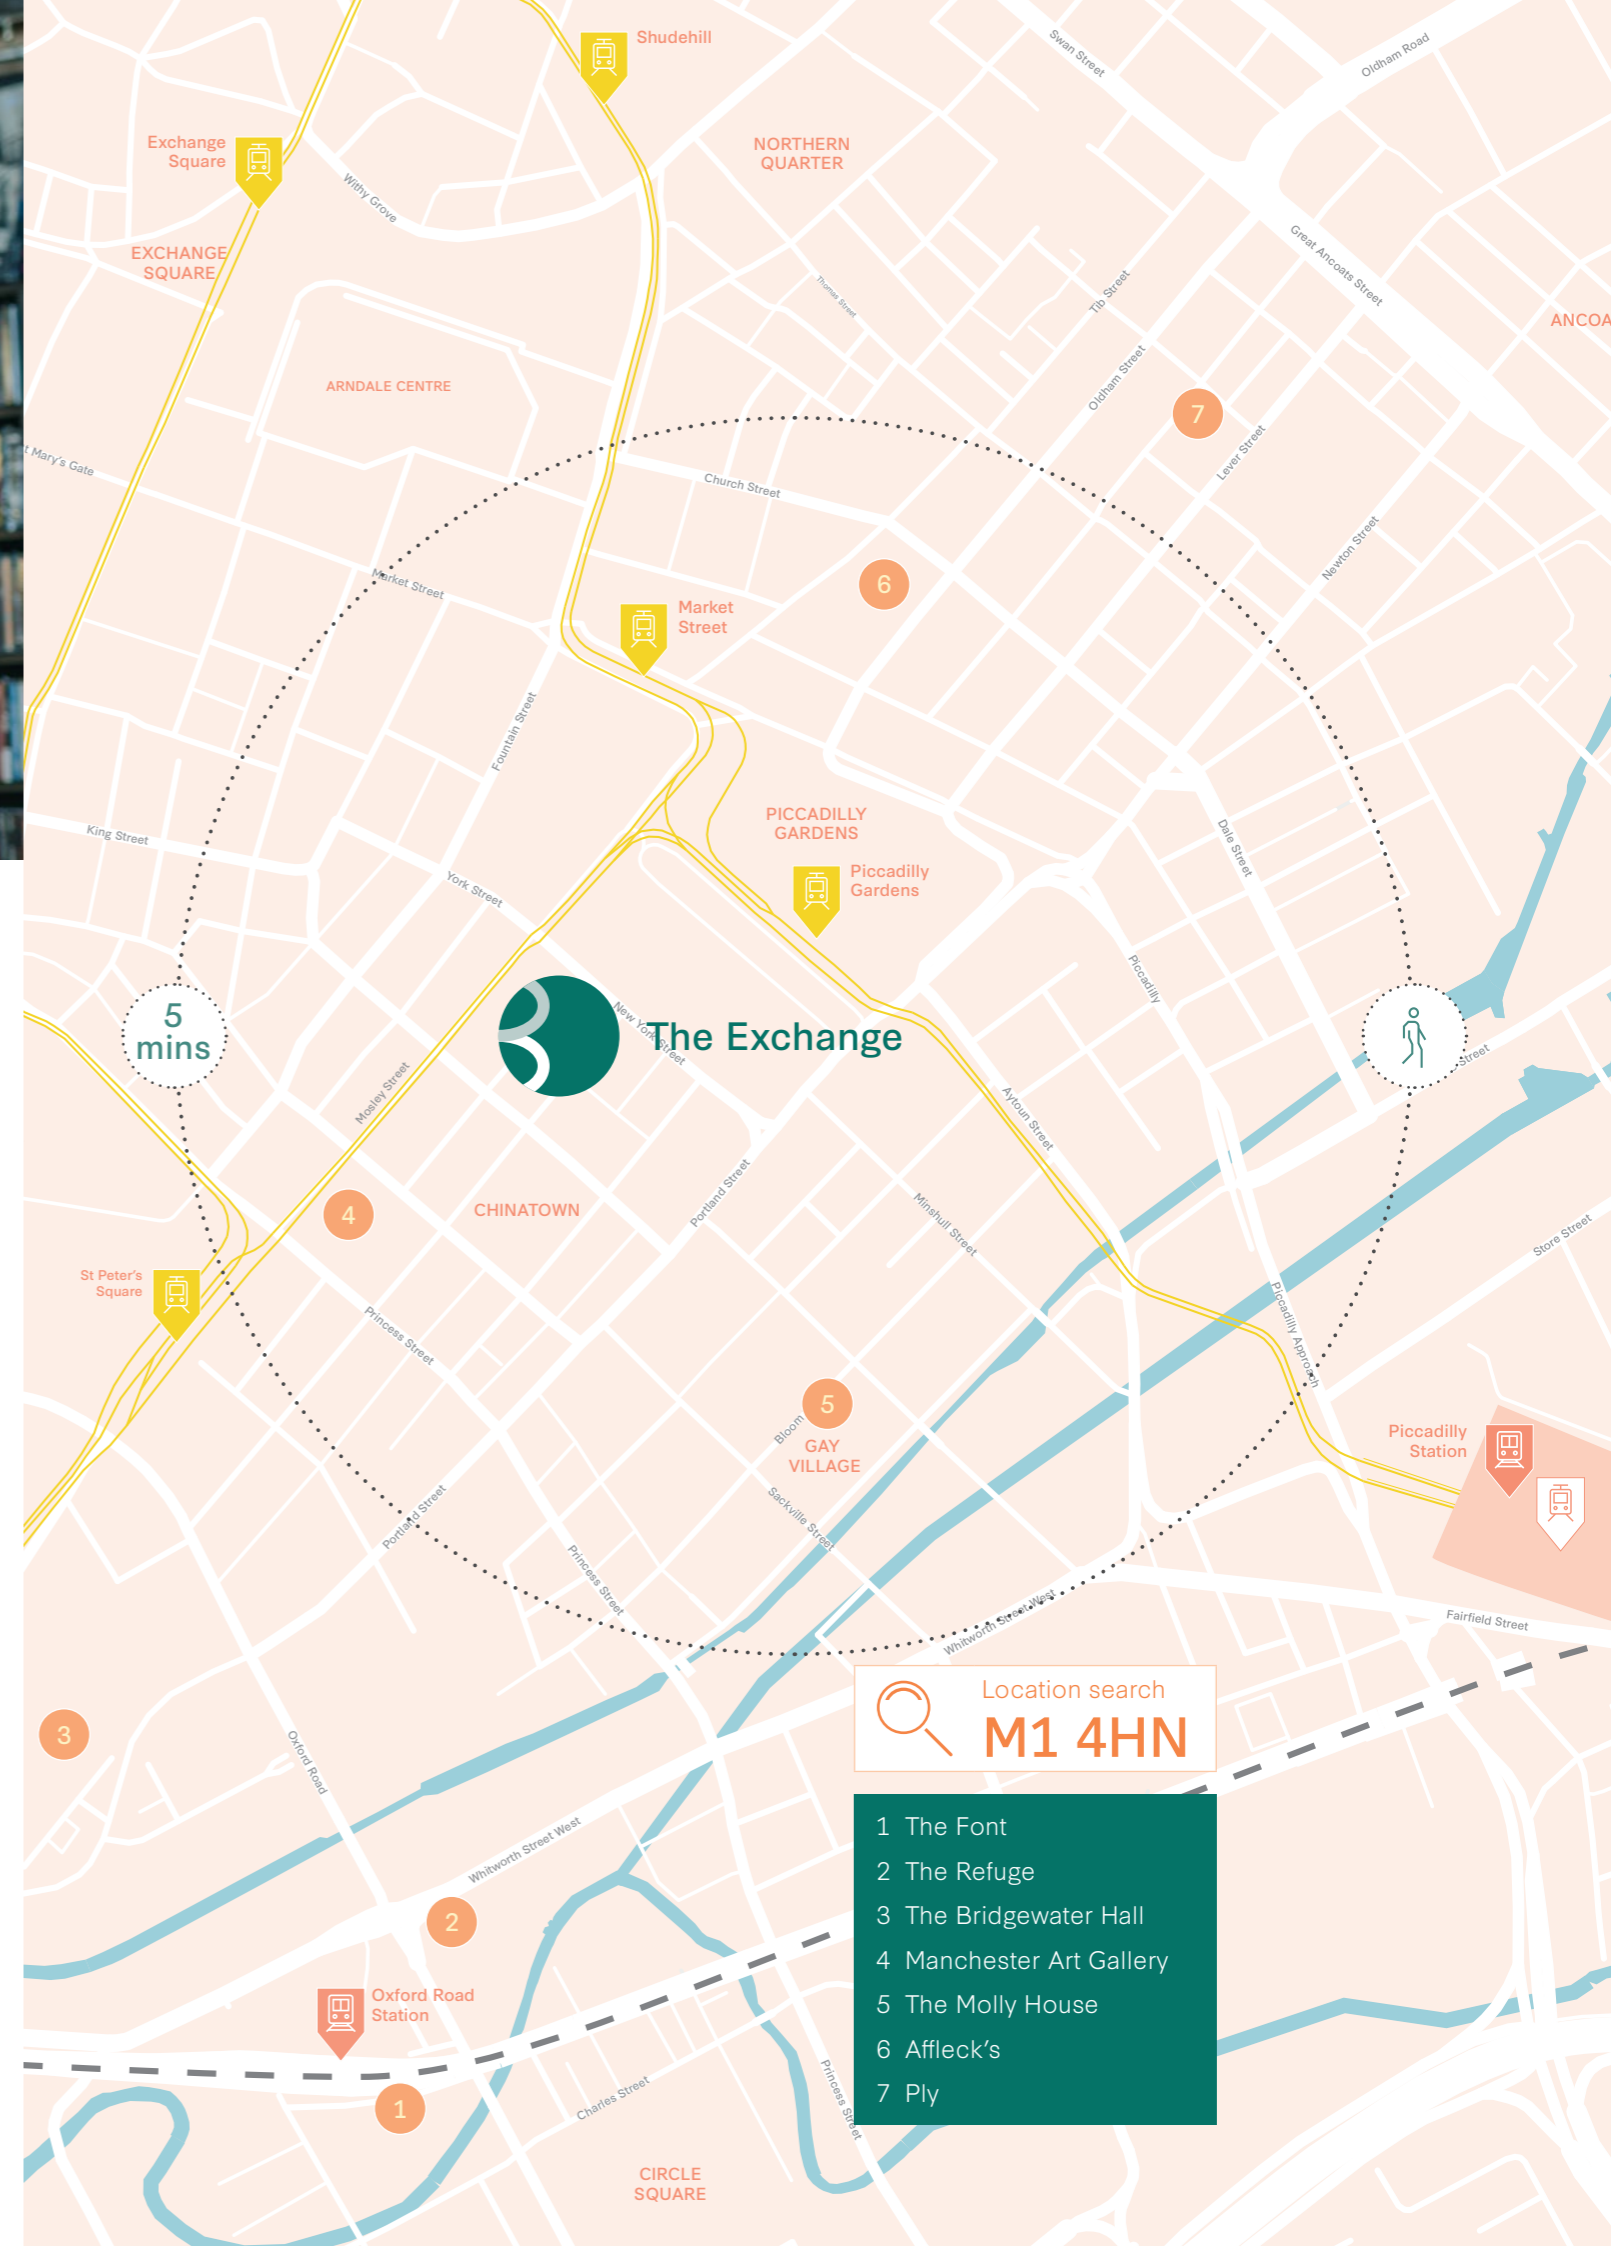 Shudehill
Swan Street
Oldham Road
Exchange
Square
NORTHERN
QUARTER
Withy Grove
EXCHANGE
SQUARE
Great Ancoats Street
Thomas Street
Tib Street
ANCOA
Oldham Street
ARNDALE CENTRE
7
Lever Street
t Mary's Gate
Church Street
Newton Street
Market Street
6
Market
Street
Fountain Street
PICCADILLY
GARDENS
King Street
Dale Street
York Street
Piccadilly
Gardens
Piccadilly
5
mins
New York Street
The Exchange
Street
Mosley Street
Aytoun Street
Portland Street
CHINATOWN
4
Minshull Street
Store Street
St Peter's
Square
Piccadilly Approach
Princess Street
5
Bloom
GAY
VILLAGE
Piccadilly
Station
Portland Street
Sackville Street
Princess Street
Whitworth Street West
Fairfield Street
Location search
M1 4HN
3
Oxford Road
Whitworth Street West
2
1 The Font
2 The Refuge
3 The Bridgewater Hall
4 Manchester Art Gallery
5 The Molly House
6 Affleck's
7 Ply
Oxford Road
Station
1
Charles Street
Princess Street
CIRCLE
SQUARE